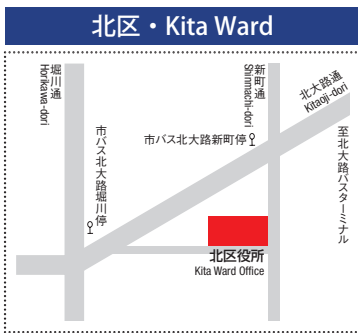 北区・Kita Ward
堀川通
Horikawa-dori
新町通
Shinmachi-dori
北大路通
Kitaoji-dori
市バス北大路新町停
市バス北大路堀川停
至北大路バスターミナル
北区役所
Kita Ward Office